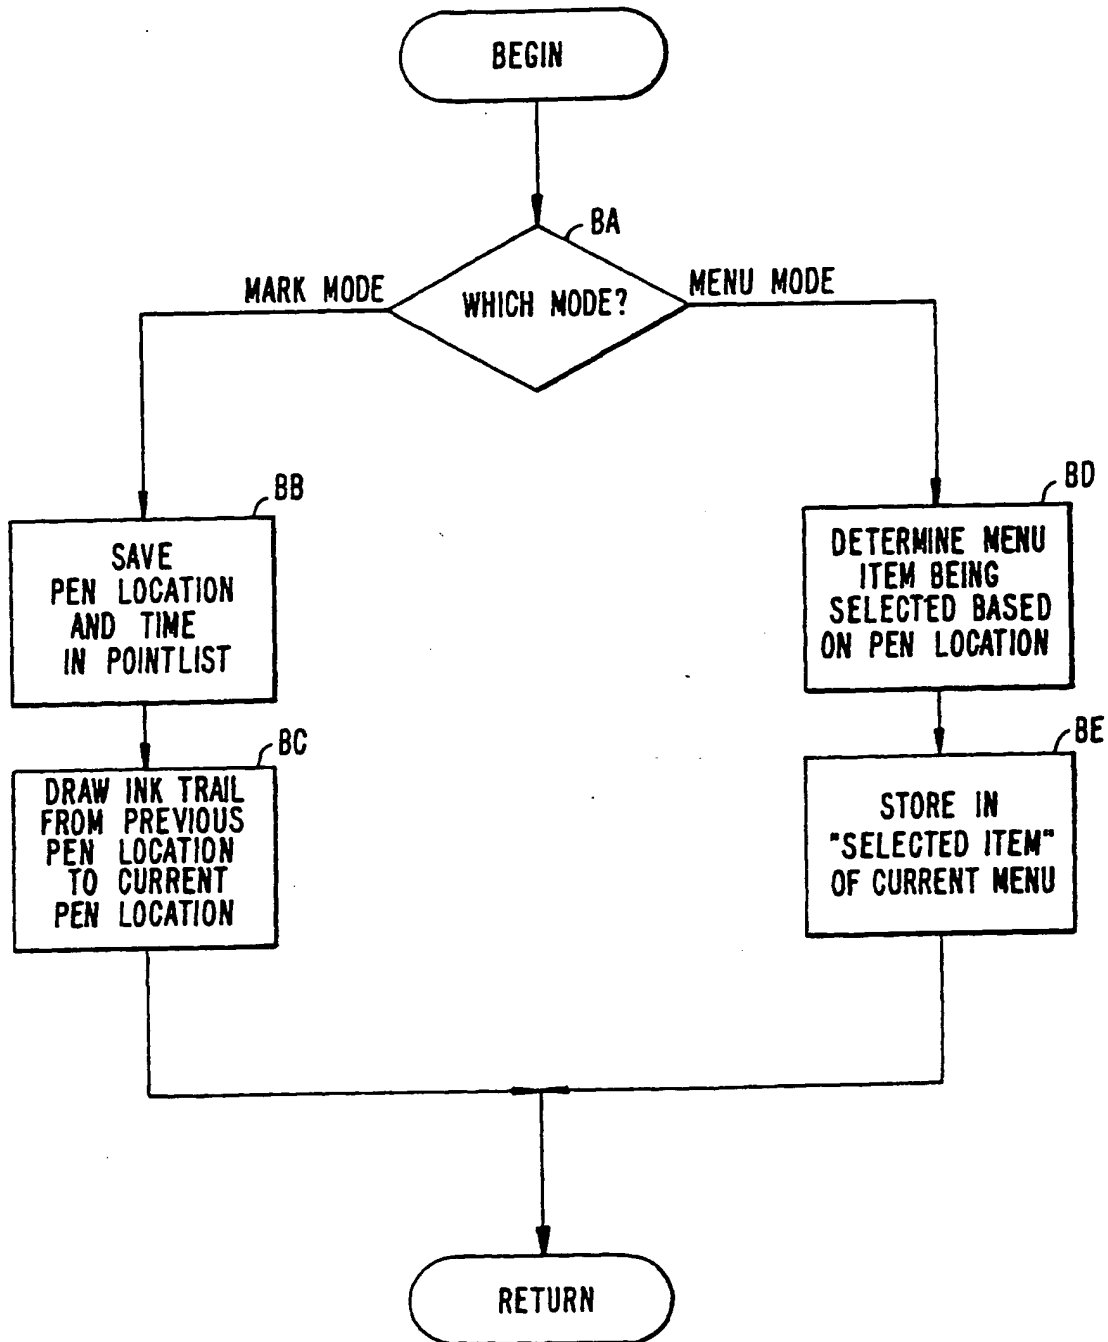 BEGIN
BA
MARK MODE
WHICH MODE?
MENU MODE
BB
SAVE
PEN LOCATION
AND TIME
IN POINTLIST
BC
DRAW INK TRAIL
FROM PREVIOUS
PEN LOCATION
TO CURRENT
PEN LOCATION
BD
DETERMINE MENU
ITEM BEING
SELECTED BASED
ON PEN LOCATION
BE
STORE IN
"SELECTED ITEM"
OF CURRENT MENU
RETURN